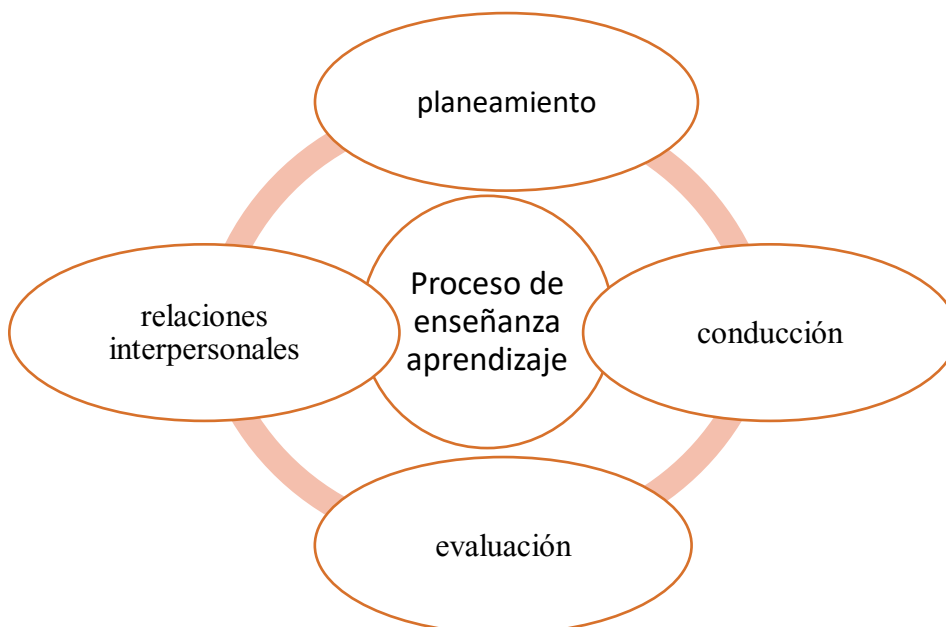 planeamiento
relaciones
interpersonales
Proceso de
enseñanza
aprendizaje
conducción
evaluación